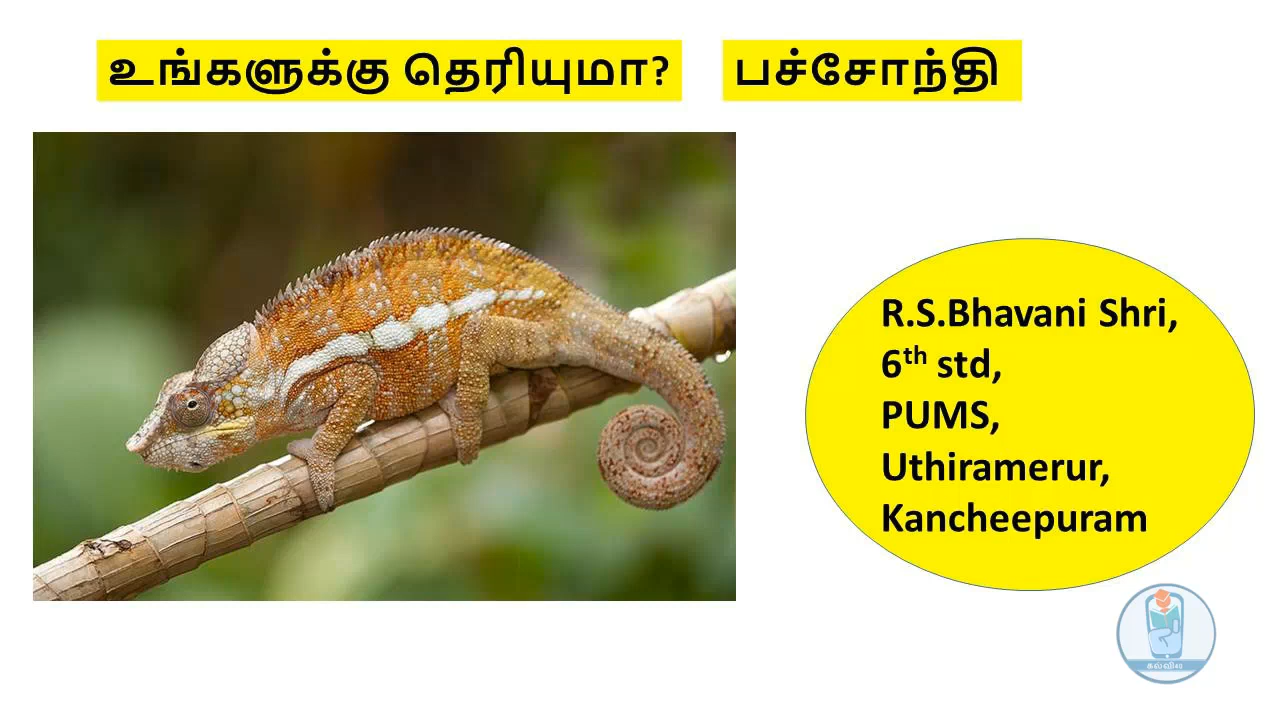 உங்களுக்கு தெரியுமா? பச்சோந்தி
R.S.Bhavani Shri,
6th std,
PUMS,
Uthiramerur,
Kancheepuram